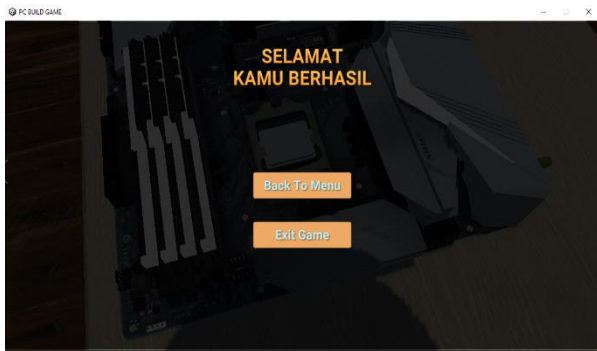 PC BUILD GAME
SELAMAT
KAMU BERHASIL
Back To Menu
Exit Game